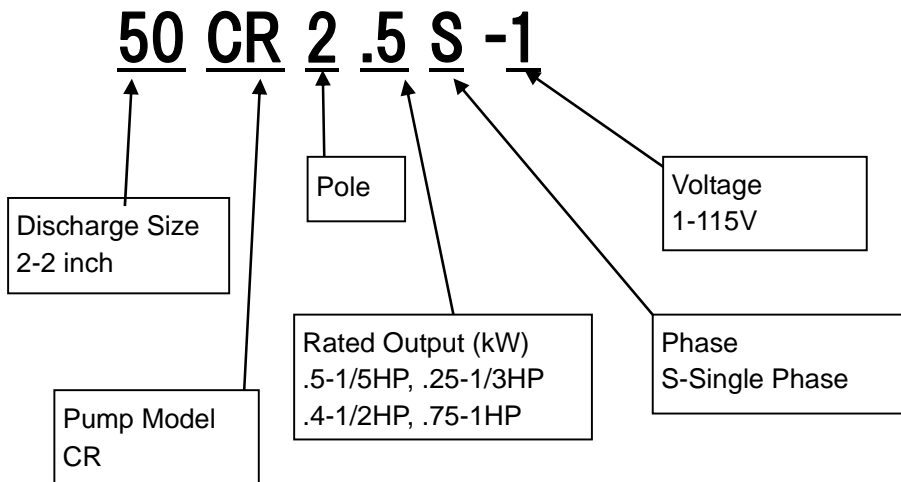 50 CR 2 .5 S -1
Pole
Voltage
1-115V
Discharge Size
2-2 inch
Rated Output (kW)
.5-1/5HP, .25-1/3HP
.4-1/2HP, .75-1HP
Phase
S-Single Phase
Pump Model
CR